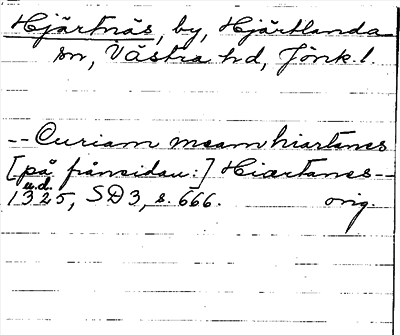 Hjärtnäs, by, Hjärtlanda
sn, Västra hd, Jönk. l.
-- Curiam meam hiartanes
[på frånsidan:] Hiartanes --
u.d.
1325, SD 3, s. 666. orig.